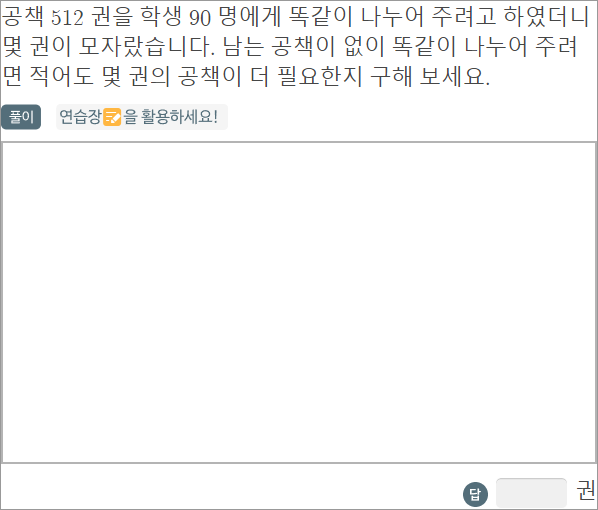 공책 512 권을 학생 90 명에게 똑같이 나누어 주려고 하였더니
몇 권이 모자랐습니다. 남는 공책이 없이 똑같이 나누어 주려
면 적어도 몇 권의 공책이 더 필요한지 구해 보세요.
풀이 연습장을 활용하세요!
답 권